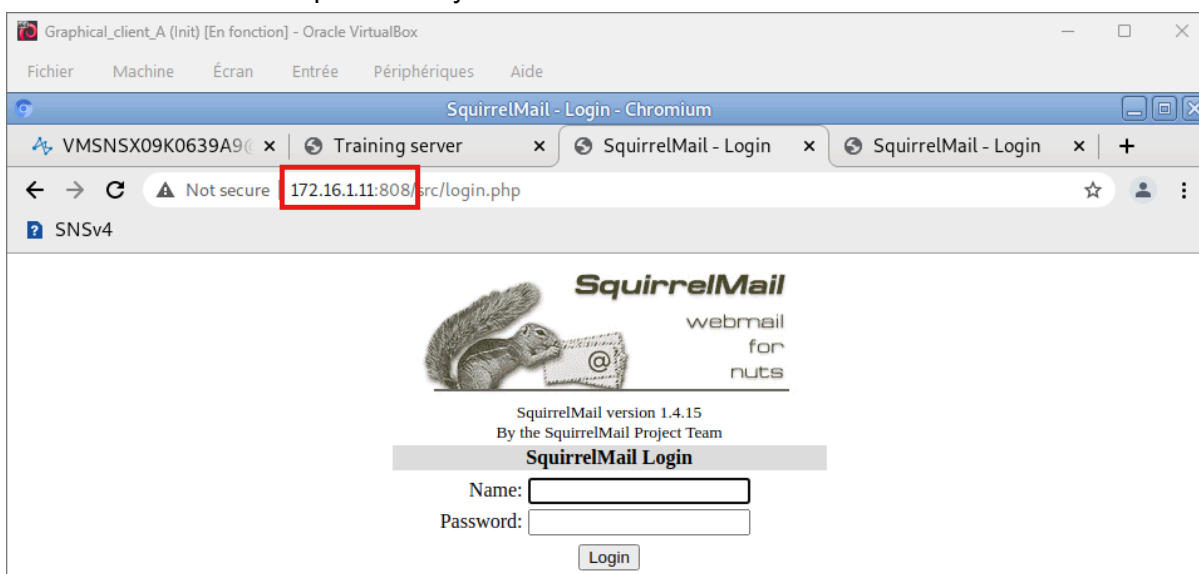 Graphical_client_A (Init) [En fonction] - Oracle VirtualBox
Fichier Machine Écran Entrée Périphériques Aide
SquirrelMail - Login - Chromium
VMSNSX09K0639A9 Training server SquirrelMail - Login SquirrelMail - Login
Not secure 172.16.1.11:808/src/login.php
SNSv4
SquirrelMail
webmail
for
nuts
@
SquirrelMail version 1.4.15
By the SquirrelMail Project Team
SquirrelMail Login
Name:
Password:
Login